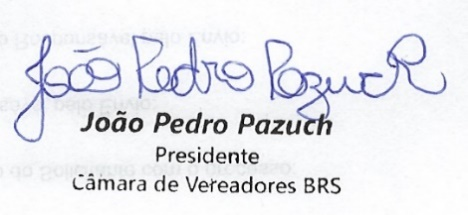 João Pedro Pazuch
João Pedro Pazuch
Presidente
Câmara de Vereadores BRS